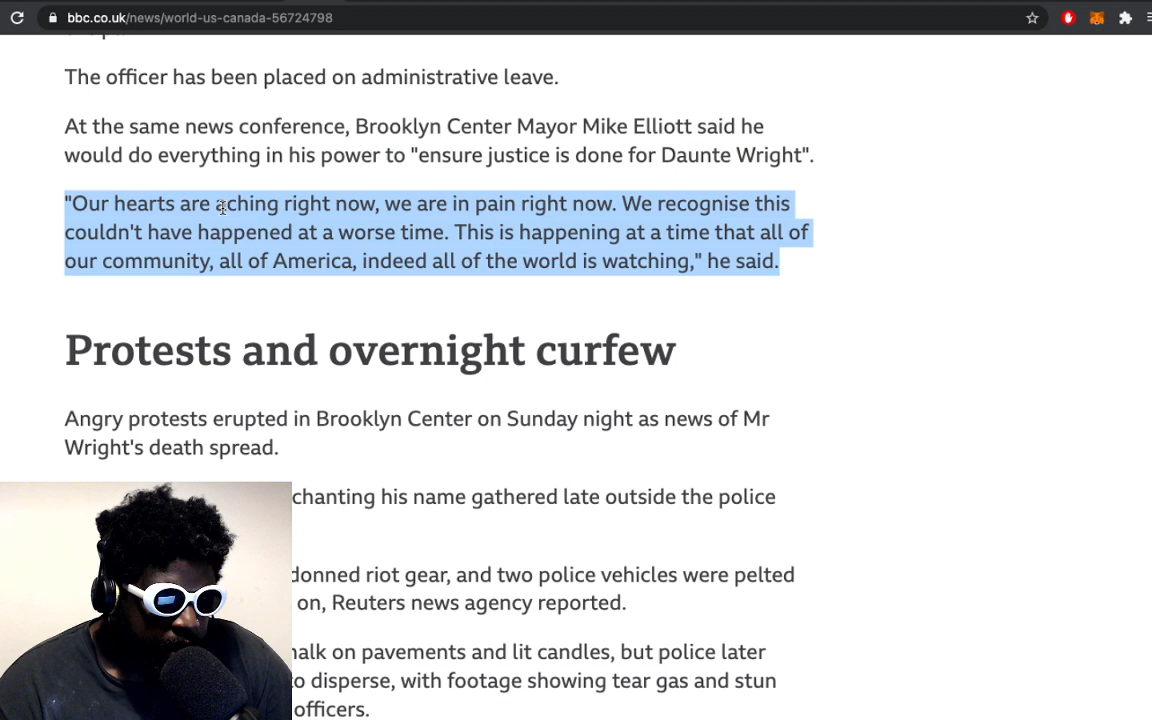 bbc.co.uk/news/world-us-canada-56724798
The officer has been placed on administrative leave.
At the same news conference, Brooklyn Center Mayor Mike Elliott said he
would do everything in his power to "ensure justice is done for Daunte Wright".
"Our hearts are aching right now, we are in pain right now. We recognise this
couldn't have happened at a worse time. This is happening at a time that all of
our community, all of America, indeed all of the world is watching," he said.
Protests and overnight curfew
Angry protests erupted in Brooklyn Center on Sunday night as news of Mr
Wright's death spread.
chanting his name gathered late outside the police
donned riot gear, and two police vehicles were pelted
on, Reuters news agency reported.
on pavements and lit candles, but police later
to disperse, with footage showing tear gas and stun
officers.